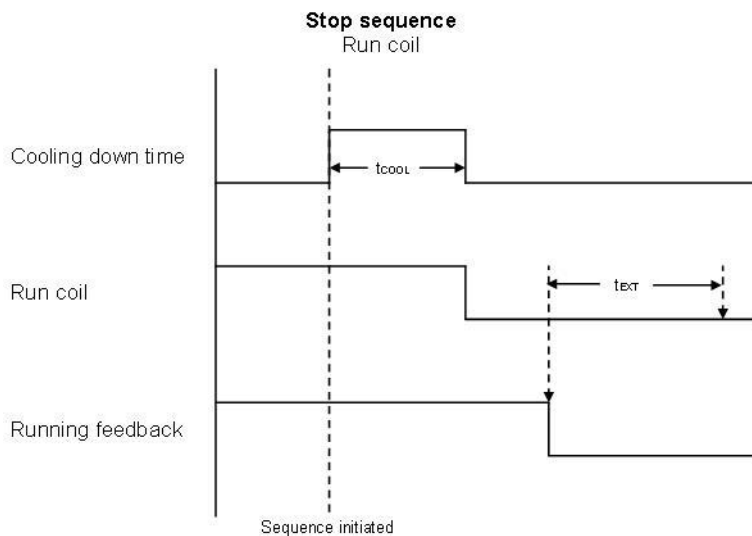 Stop sequence
Run coil
Cooling down time
tCOOL
Run coil
tEXT
Running feedback
Sequence initiated